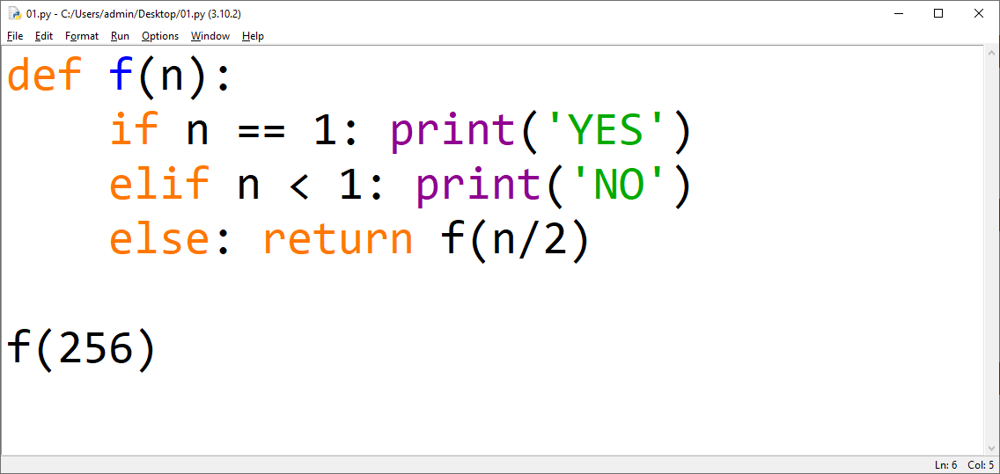 01.py - C:/Users/admin/Desktop/01.py (3.10.2)
File Edit Format Run Options Window Help
def f(n):
    if n == 1: print('YES')
    elif n < 1: print('NO')
    else: return f(n/2)
f(256)
Ln: 6 Col: 5